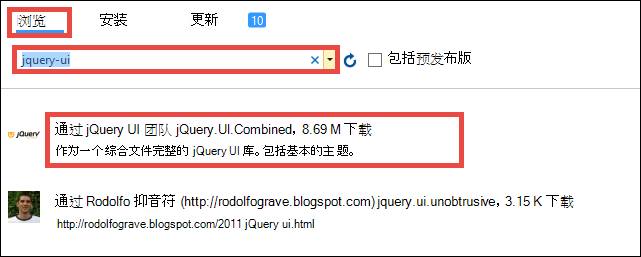 浏览 安装 更新 10
jquery-ui 包括预发布版
jQuery 通过 jQuery UI 团队 jQuery.UI.Combined，8.69 M 下载
作为一个综合文件完整的 jQuery UI 库。包括基本的主题。
通过 Rodolfo 抑音符 (http://rodolfograve.blogspot.com) jquery.ui.unobtrusive，3.15 K 下载
http://rodolfograve.blogspot.com/2011 jQuery ui.html